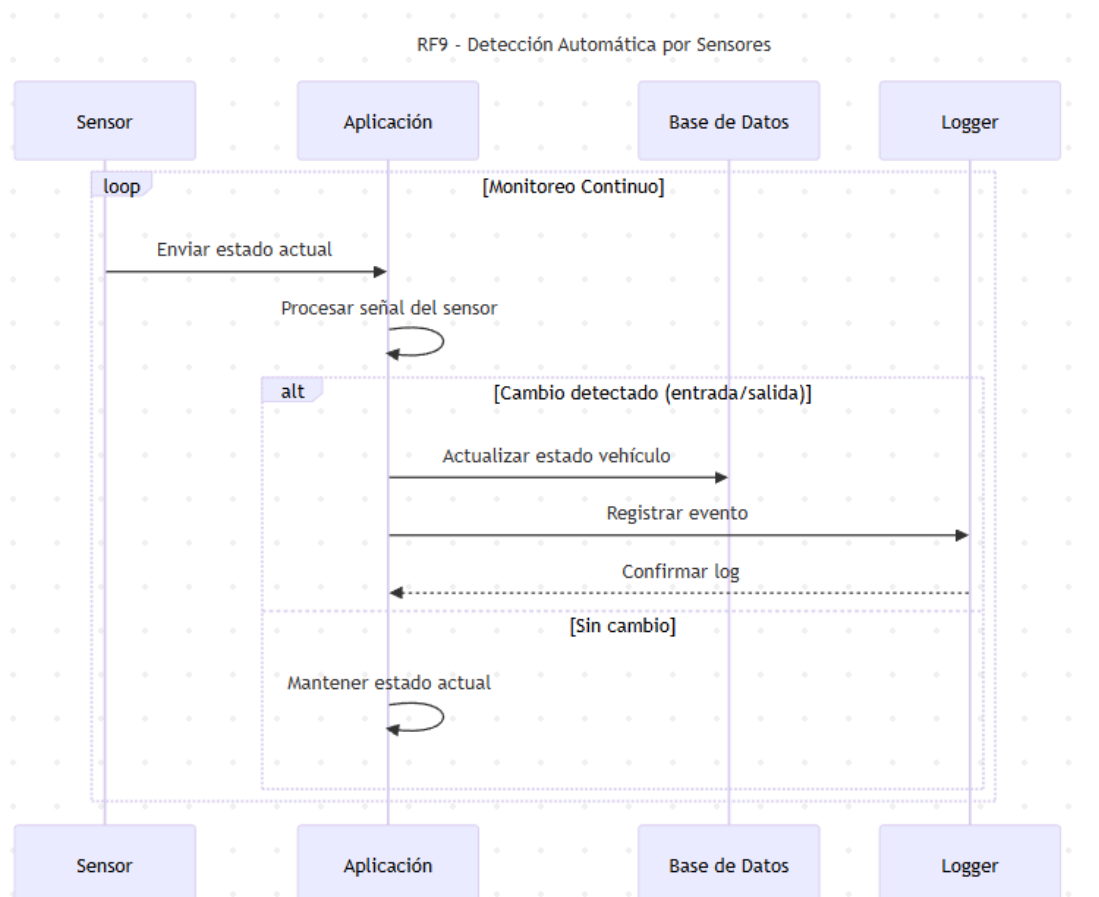 RF9 - Detección Automática por Sensores
Sensor
Aplicación
Base de Datos
Logger
loop
[Monitoreo Continuo]
Enviar estado actual
Procesar señal del sensor
alt
[Cambio detectado (entrada/salida)]
Actualizar estado vehículo
Registrar evento
Confirmar log
[Sin cambio]
Mantener estado actual
Sensor
Aplicación
Base de Datos
Logger